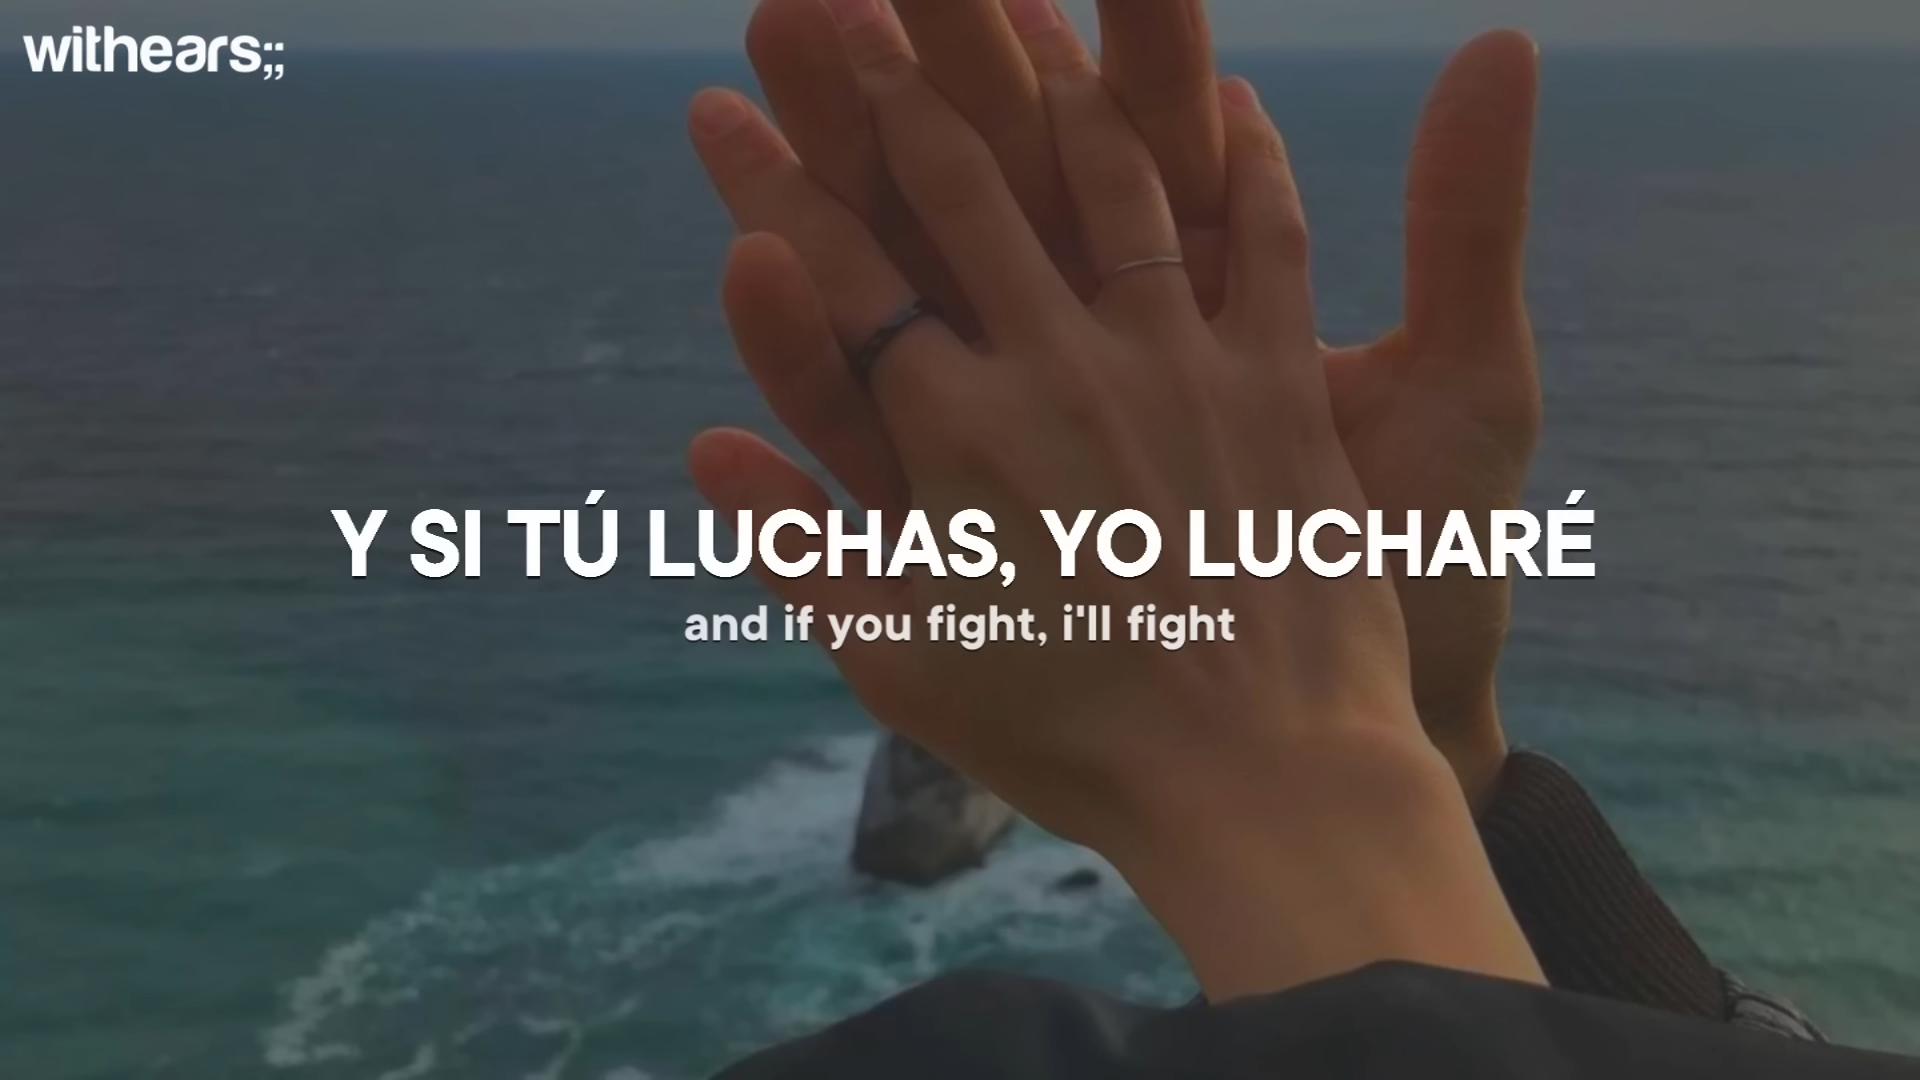 withears;;
Y SI TÚ LUCHAS, YO LUCHARÉ
and if you fight, i'll fight